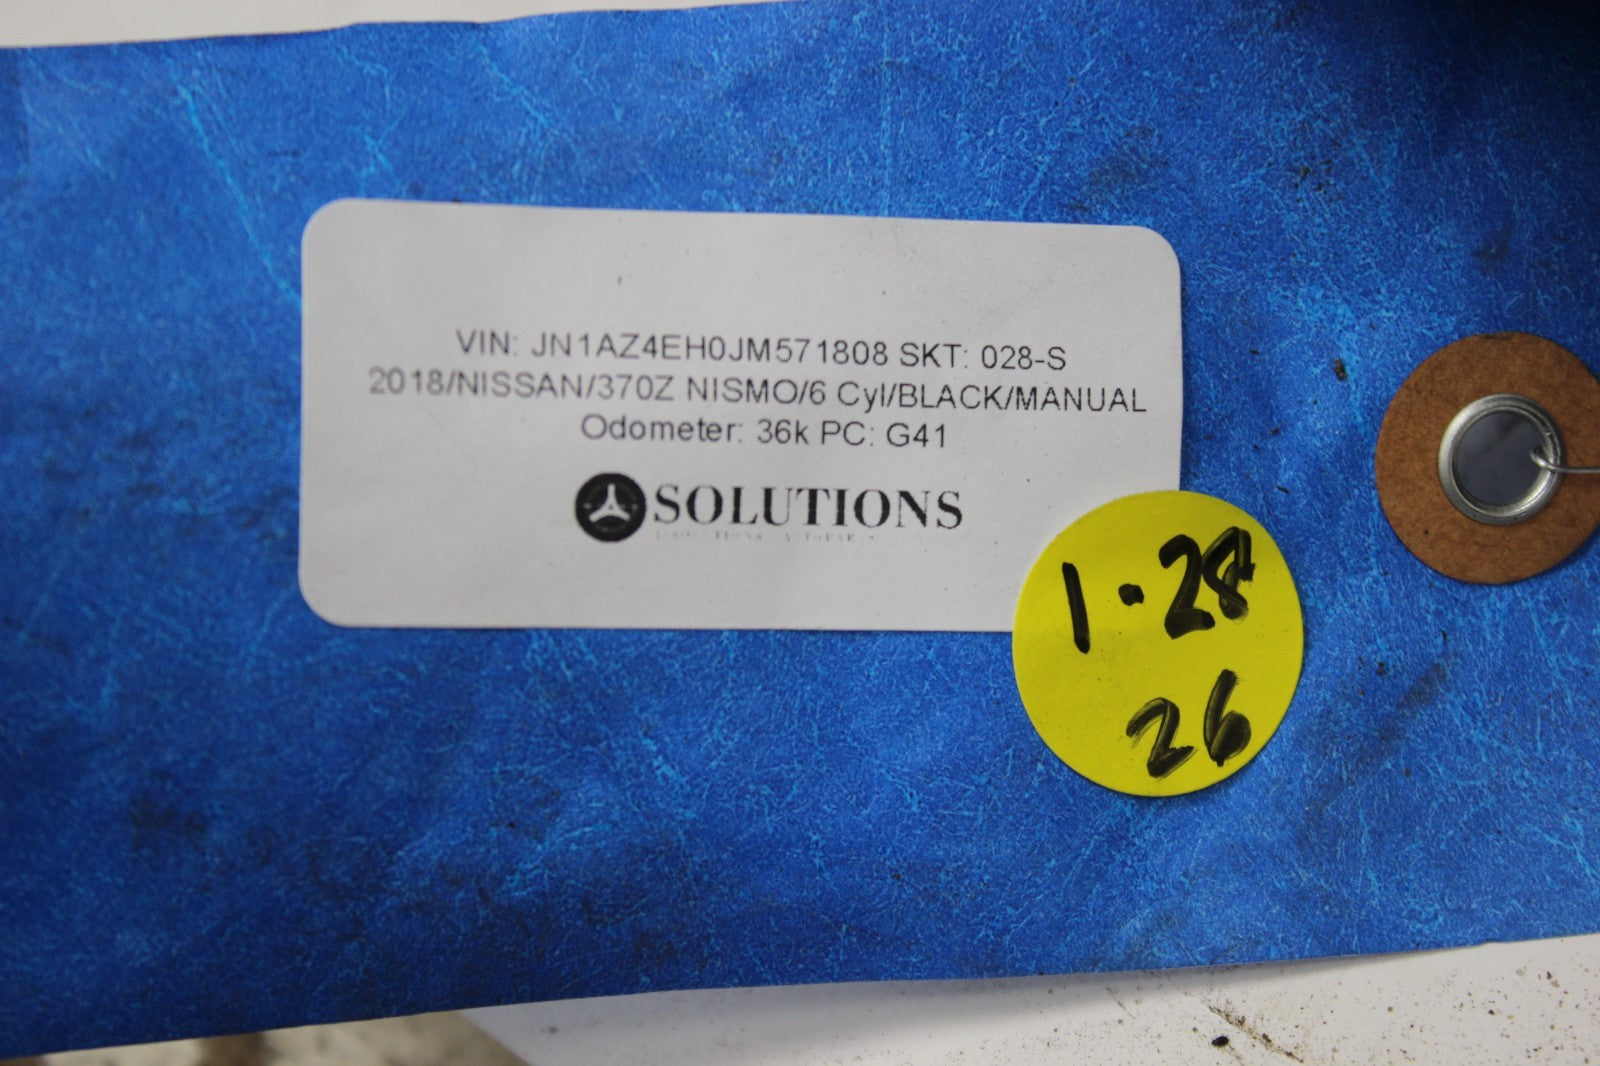 VIN: JN1AZ4EH0JM571808 SKT: 028-S
2018/NISSAN/370Z NISMO/6 Cyl/BLACK/MANUAL
Odometer: 36k PC: G41
SOLUTIONS
1-28
26